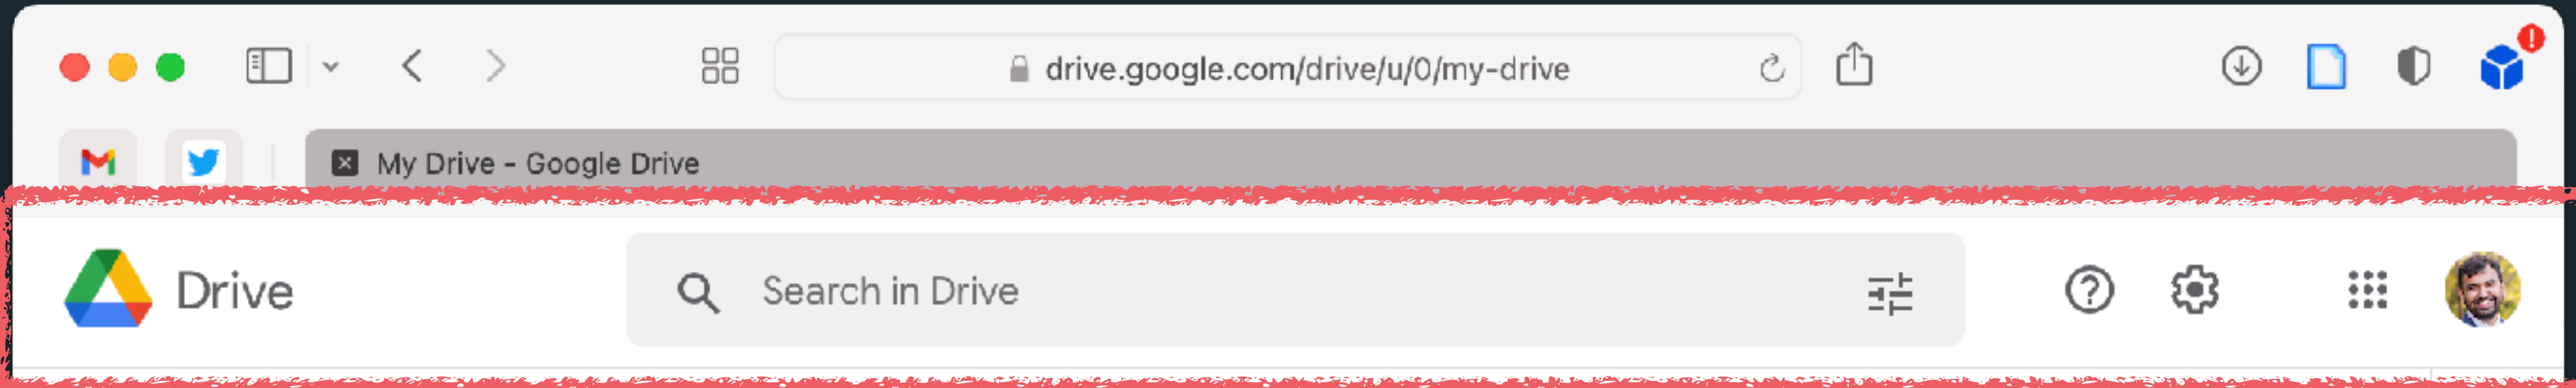 drive.google.com/drive/u/0/my-drive
!
My Drive - Google Drive
Drive
Search in Drive